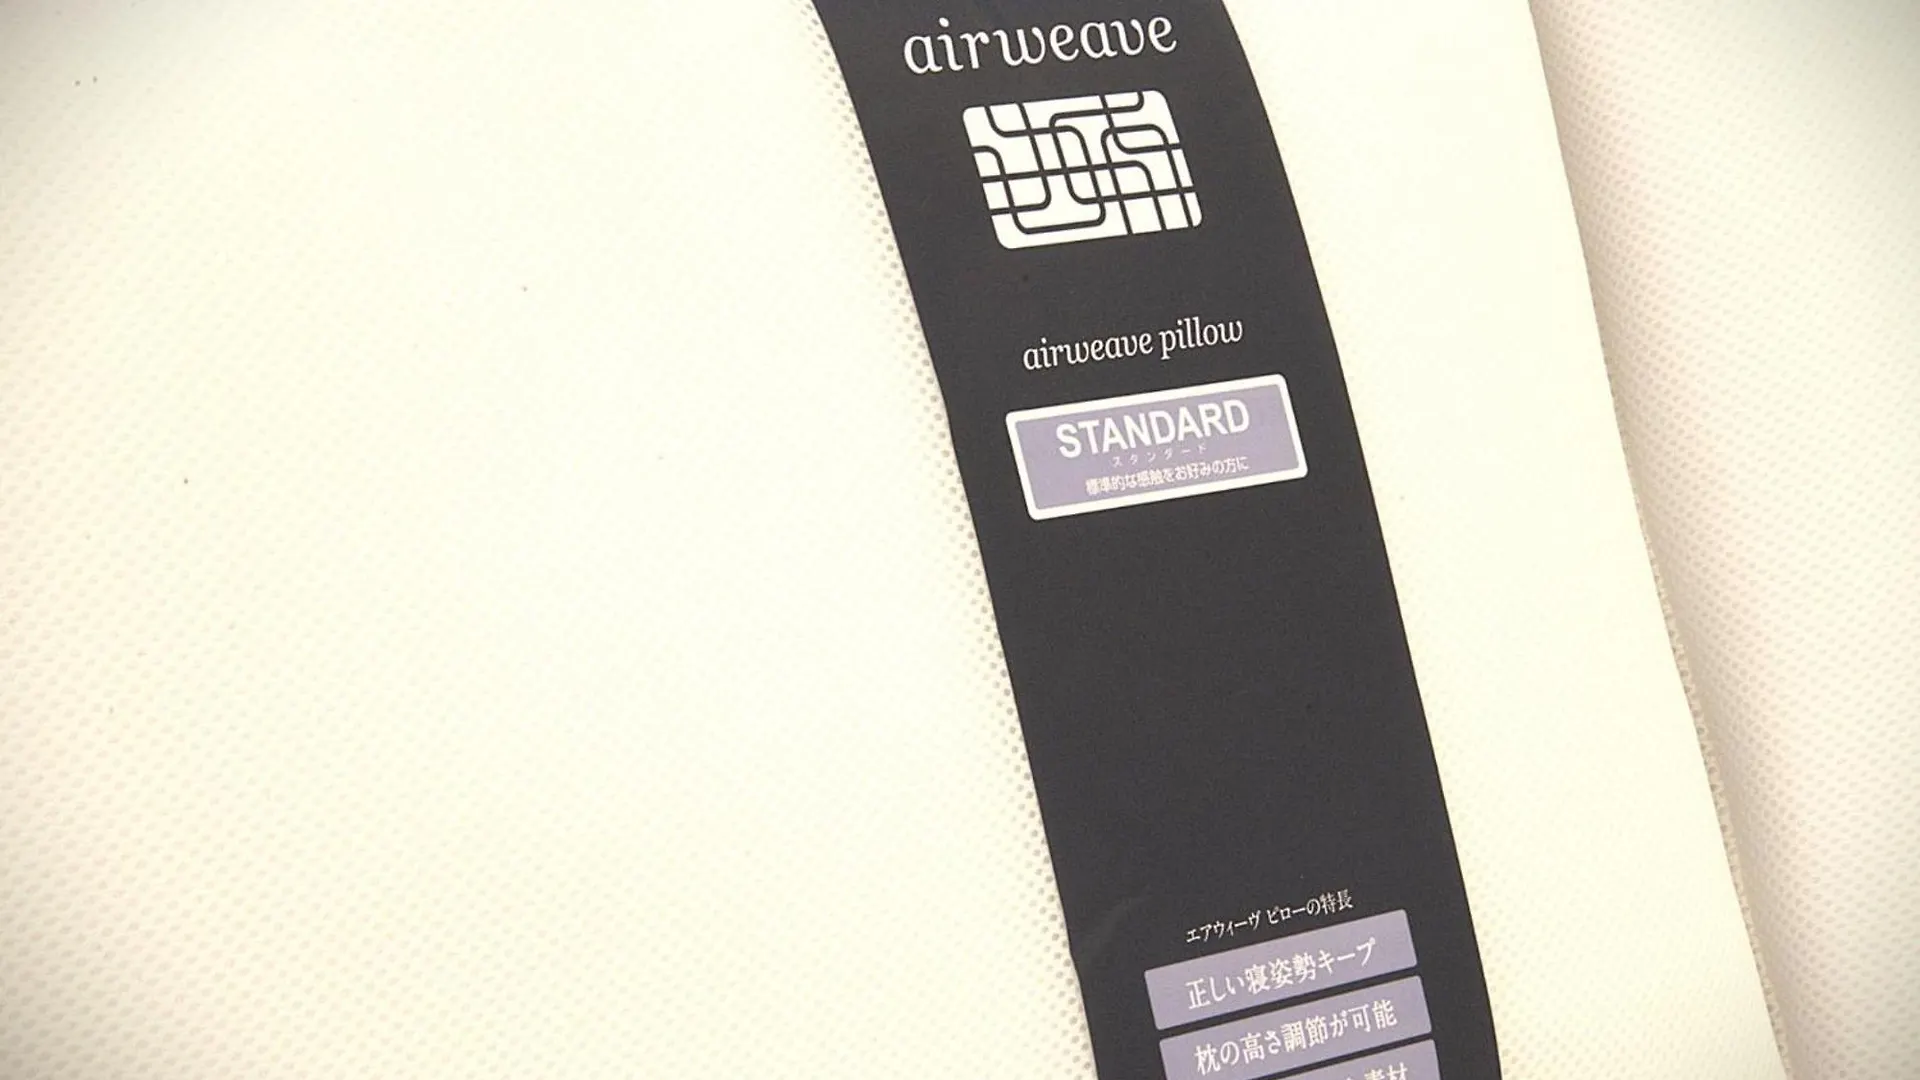 airweave
airweave pillow
STANDARD
スタンダード
標準的な感触をお好みの方に
エアウィーヴ ピローの特長
正しい寝姿勢キープ
枕の高さ調節が可能
素材